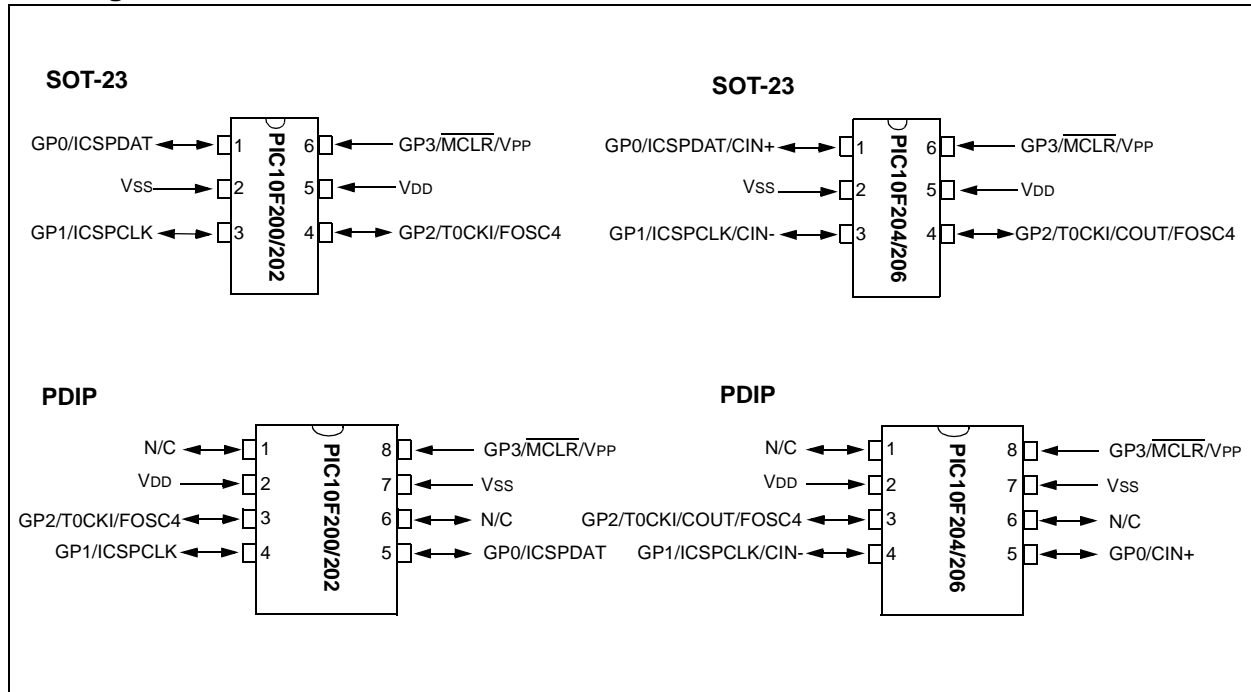 SOT-23
GP0/ICSPDAT 1 6 GP3/MCLR/VPP
VSS 2 5 VDD
GP1/ICSPCLK 3 4 GP2/T0CKI/FOSC4
PIC10F200/202
SOT-23
GP0/ICSPDAT/CIN+ 1 6 GP3/MCLR/VPP
VSS 2 5 VDD
GP1/ICSPCLK/CIN- 3 4 GP2/T0CKI/COUT/FOSC4
PIC10F204/206
PDIP
N/C 1 8 GP3/MCLR/VPP
VDD 2 7 VSS
GP2/T0CKI/FOSC4 3 6 N/C
GP1/ICSPCLK 4 5 GP0/ICSPDAT
PIC10F200/202
PDIP
N/C 1 8 GP3/MCLR/VPP
VDD 2 7 VSS
GP2/T0CKI/COUT/FOSC4 3 6 N/C
GP1/ICSPCLK/CIN- 4 5 GP0/CIN+
PIC10F204/206